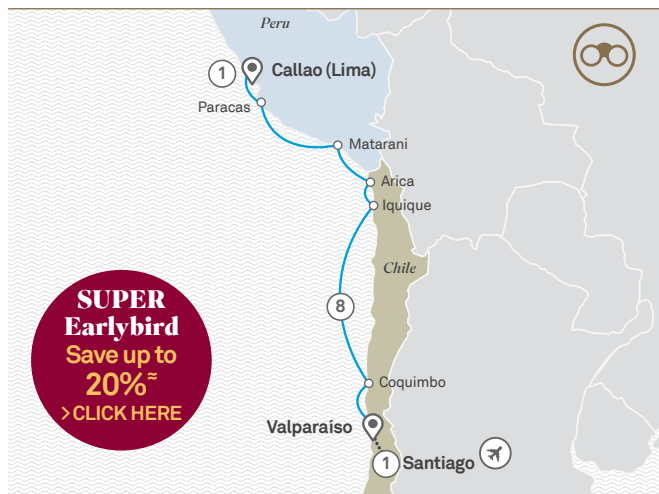 Peru
1
Callao (Lima)
Paracas
Matarani
Arica
Iquique
Chile
8
SUPER
Earlybird
Save up to
20%≈
> CLICK HERE
Coquimbo
Valparaíso
1 Santiago